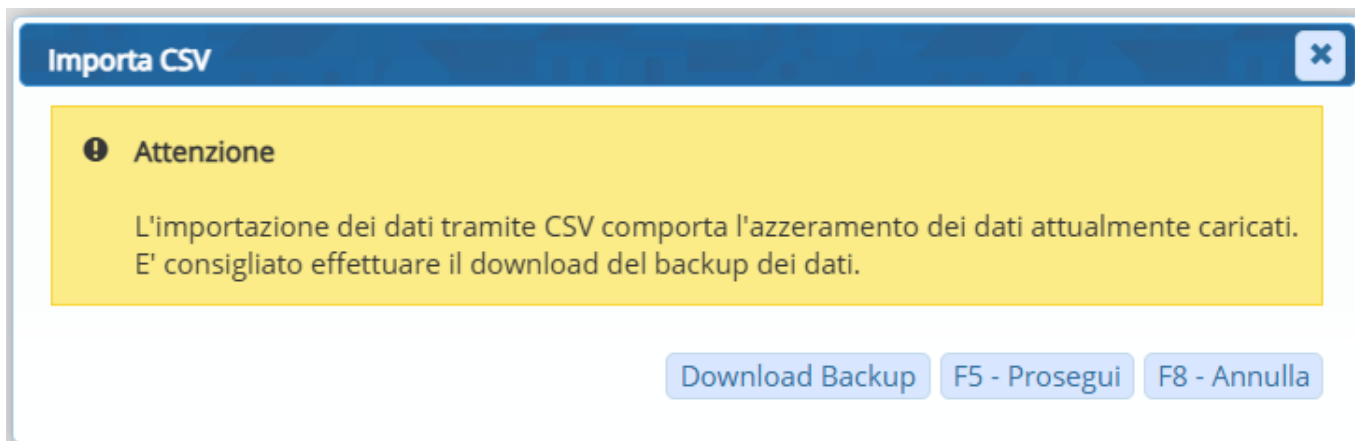 Importa CSV
Attenzione
L'importazione dei dati tramite CSV comporta l'azzeramento dei dati attualmente caricati.
E' consigliato effettuare il download del backup dei dati.
Download Backup F5 - Prosegui F8 - Annulla